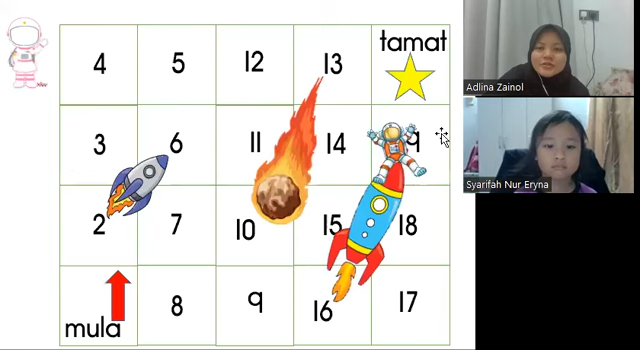 4 5 12 13 tamat
3 6 11 14 9
2 7 10 15 18
mula 8 9 16 17
Adlina Zainol
Syarifah Nur Eryna